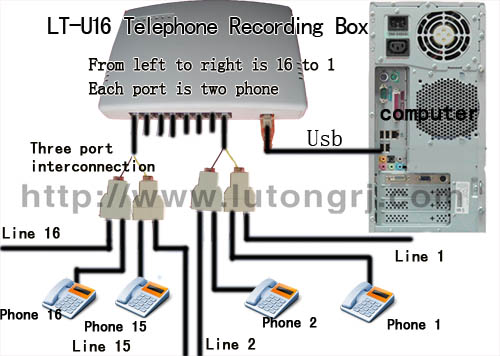 LT-U16 Telephone Recording Box
From left to right is 16 to 1
Each port is two phone
computer
Usb
Three port
interconnection
http://www.lutongrj.com
Line 16
Line 1
Phone 16
Phone 15
Phone 2
Phone 1
Line 15
Line 2